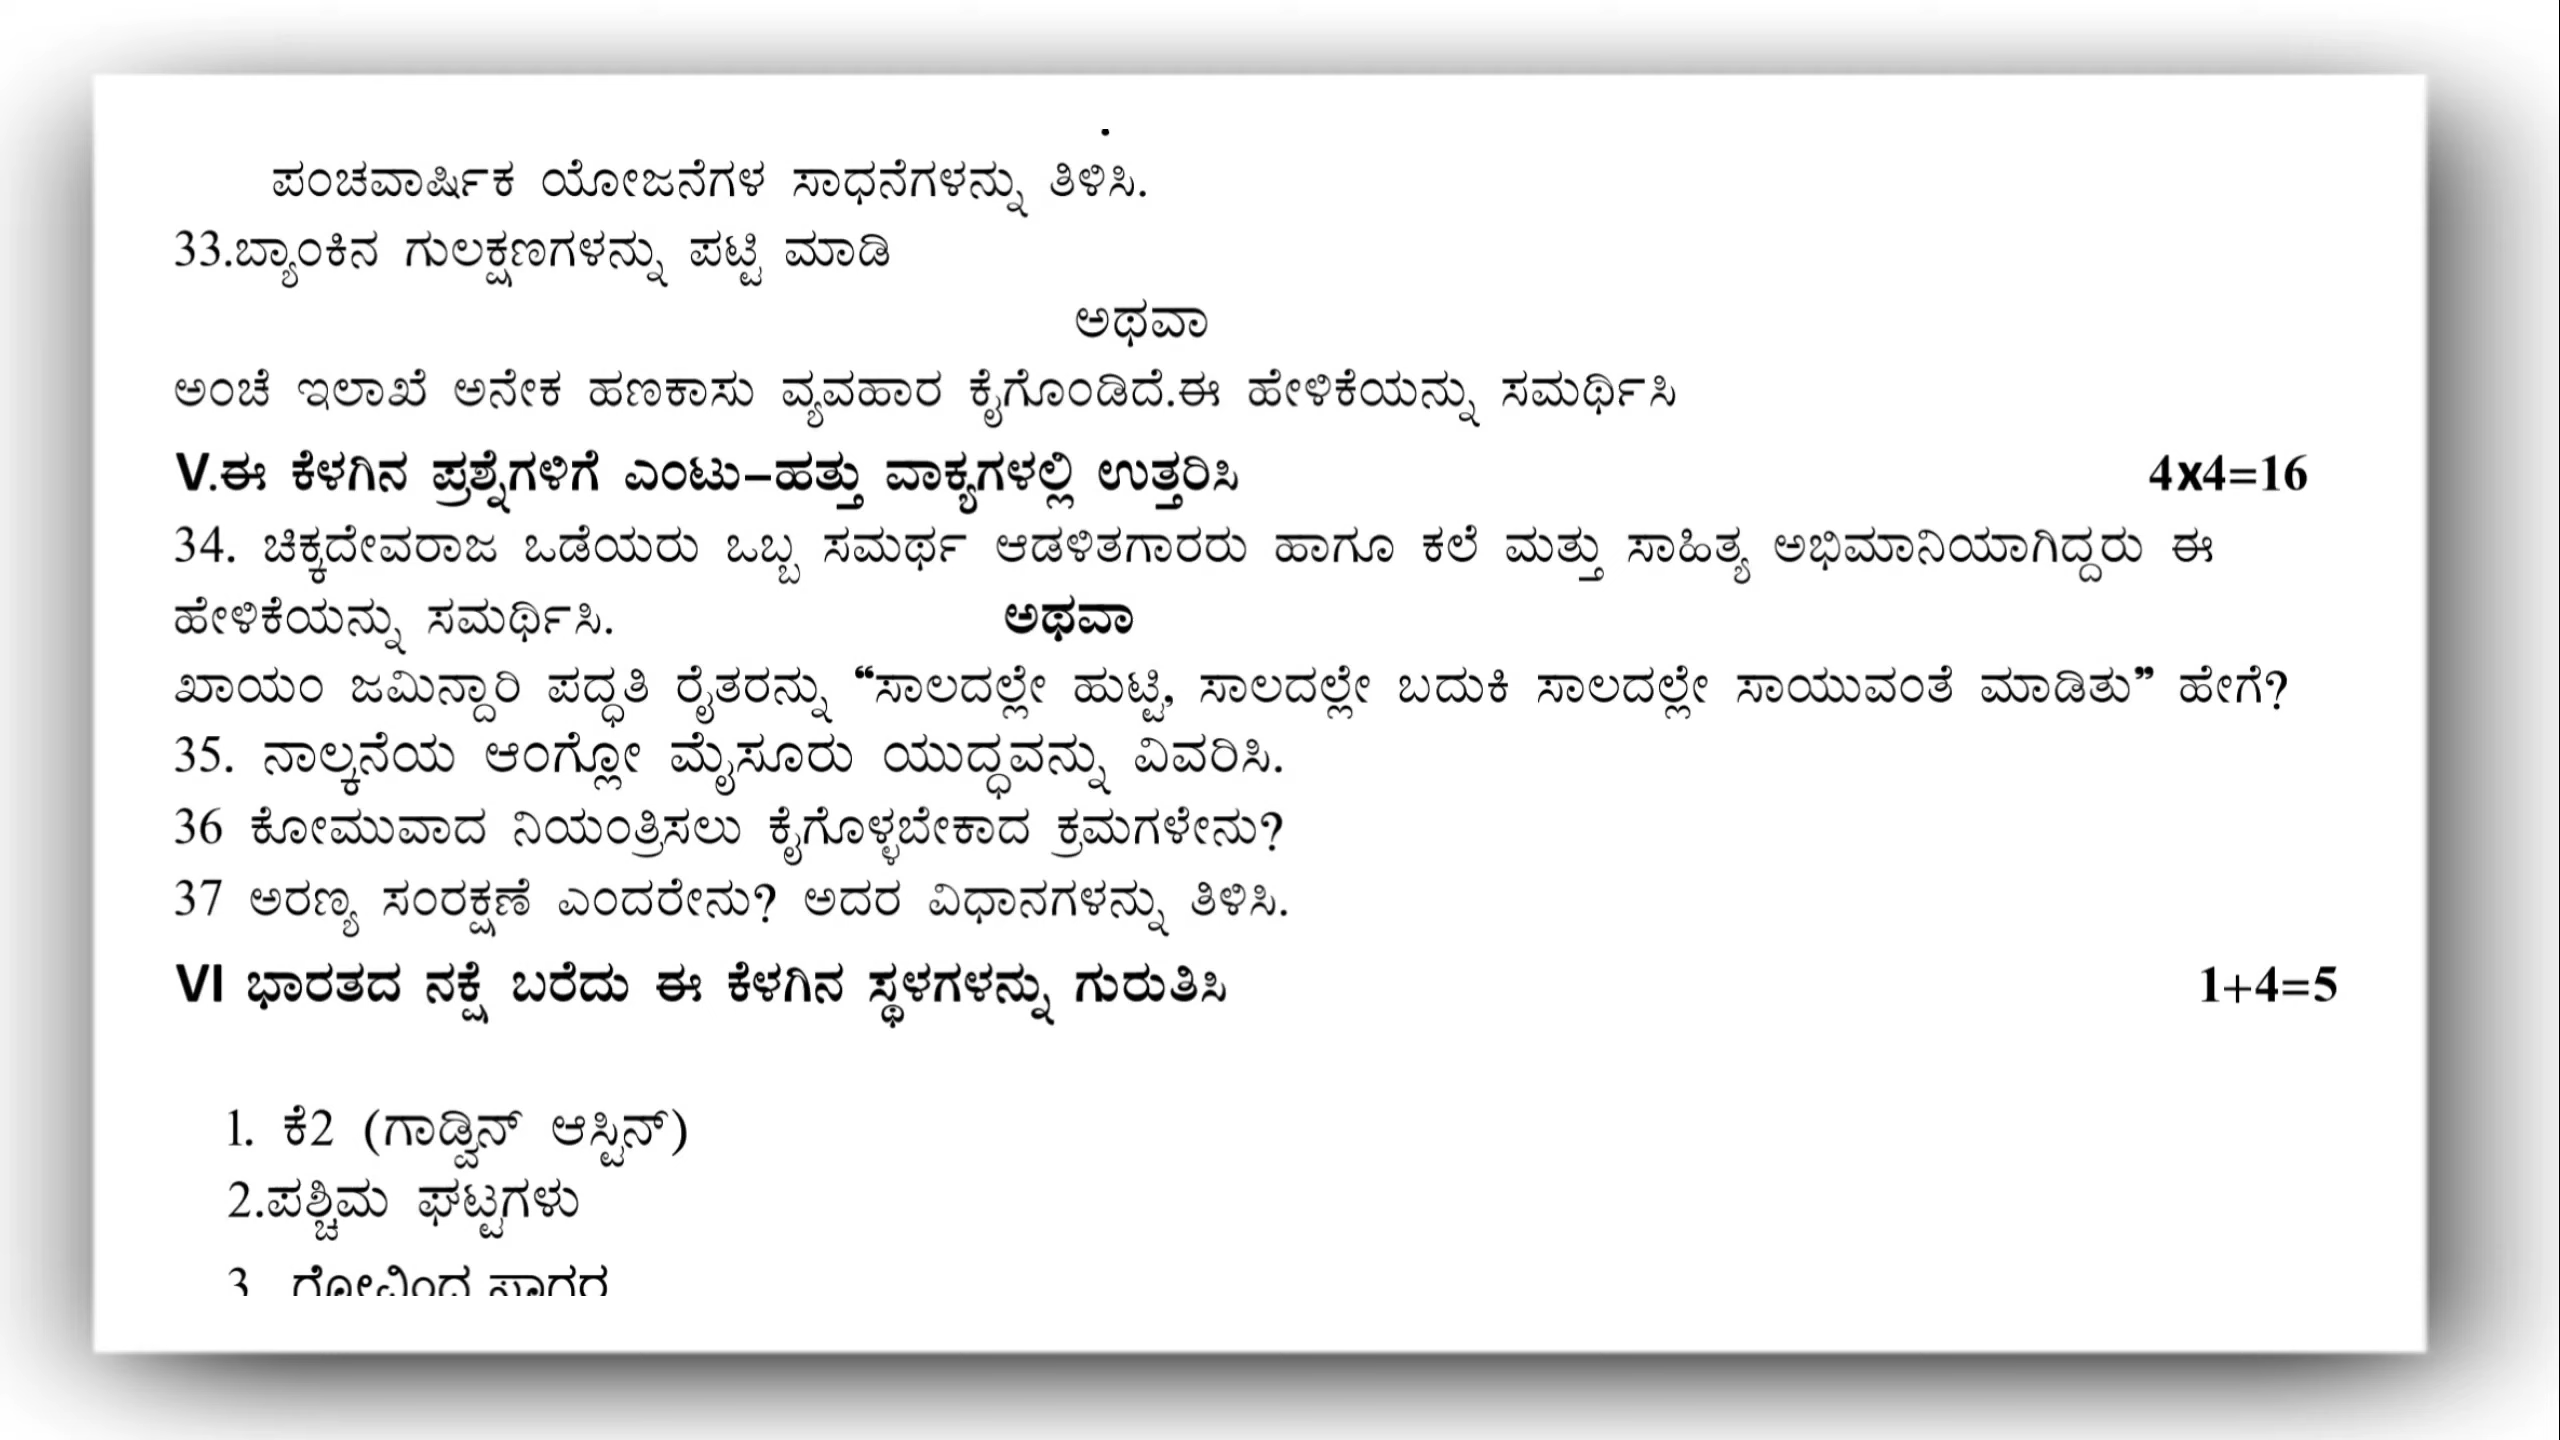 ಪಂಚವಾರ್ಷಿಕ ಯೋಜನೆಗಳ ಸಾಧನೆಗಳನ್ನು ತಿಳಿಸಿ.
33.ಬ್ಯಾಂಕಿನ ಗುಲಕ್ಷಣಗಳನ್ನು ಪಟ್ಟಿ ಮಾಡಿ
ಅಥವಾ
ಅಂಚೆ ಇಲಾಖೆ ಅನೇಕ ಹಣಕಾಸು ವ್ಯವಹಾರ ಕೈಗೊಂಡಿದೆ.ಈ ಹೇಳಿಕೆಯನ್ನು ಸಮರ್ಥಿಸಿ
V.ಈ ಕೆಳಗಿನ ಪ್ರಶ್ನೆಗಳಿಗೆ ಎಂಟು–ಹತ್ತು ವಾಕ್ಯಗಳಲ್ಲಿ ಉತ್ತರಿಸಿ 4x4=16
34. ಚಿಕ್ಕದೇವರಾಜ ಒಡೆಯರು ಒಬ್ಬ ಸಮರ್ಥ ಆಡಳಿತಗಾರರು ಹಾಗೂ ಕಲೆ ಮತ್ತು ಸಾಹಿತ್ಯ ಅಭಿಮಾನಿಯಾಗಿದ್ದರು ಈ
ಹೇಳಿಕೆಯನ್ನು ಸಮರ್ಥಿಸಿ. ಅಥವಾ
ಖಾಯಂ ಜಮಿನ್ದಾರಿ ಪದ್ಧತಿ ರೈತರನ್ನು “ಸಾಲದಲ್ಲೇ ಹುಟ್ಟಿ, ಸಾಲದಲ್ಲೇ ಬದುಕಿ ಸಾಲದಲ್ಲೇ ಸಾಯುವಂತೆ ಮಾಡಿತು” ಹೇಗೆ?
35. ನಾಲ್ಕನೆಯ ಆಂಗ್ಲೋ ಮೈಸೂರು ಯುದ್ಧವನ್ನು ವಿವರಿಸಿ.
36 ಕೋಮುವಾದ ನಿಯಂತ್ರಿಸಲು ಕೈಗೊಳ್ಳಬೇಕಾದ ಕ್ರಮಗಳೇನು?
37 ಅರಣ್ಯ ಸಂರಕ್ಷಣೆ ಎಂದರೇನು? ಅದರ ವಿಧಾನಗಳನ್ನು ತಿಳಿಸಿ.
VI ಭಾರತದ ನಕ್ಷೆ ಬರೆದು ಈ ಕೆಳಗಿನ ಸ್ಥಳಗಳನ್ನು ಗುರುತಿಸಿ 1+4=5
1. ಕೆ2 (ಗಾಡ್ವಿನ್ ಆಸ್ಟಿನ್)
2.ಪಶ್ಚಿಮ ಘಟ್ಟಗಳು
3. ಗೋವಿಂದ ಸಾಗರ